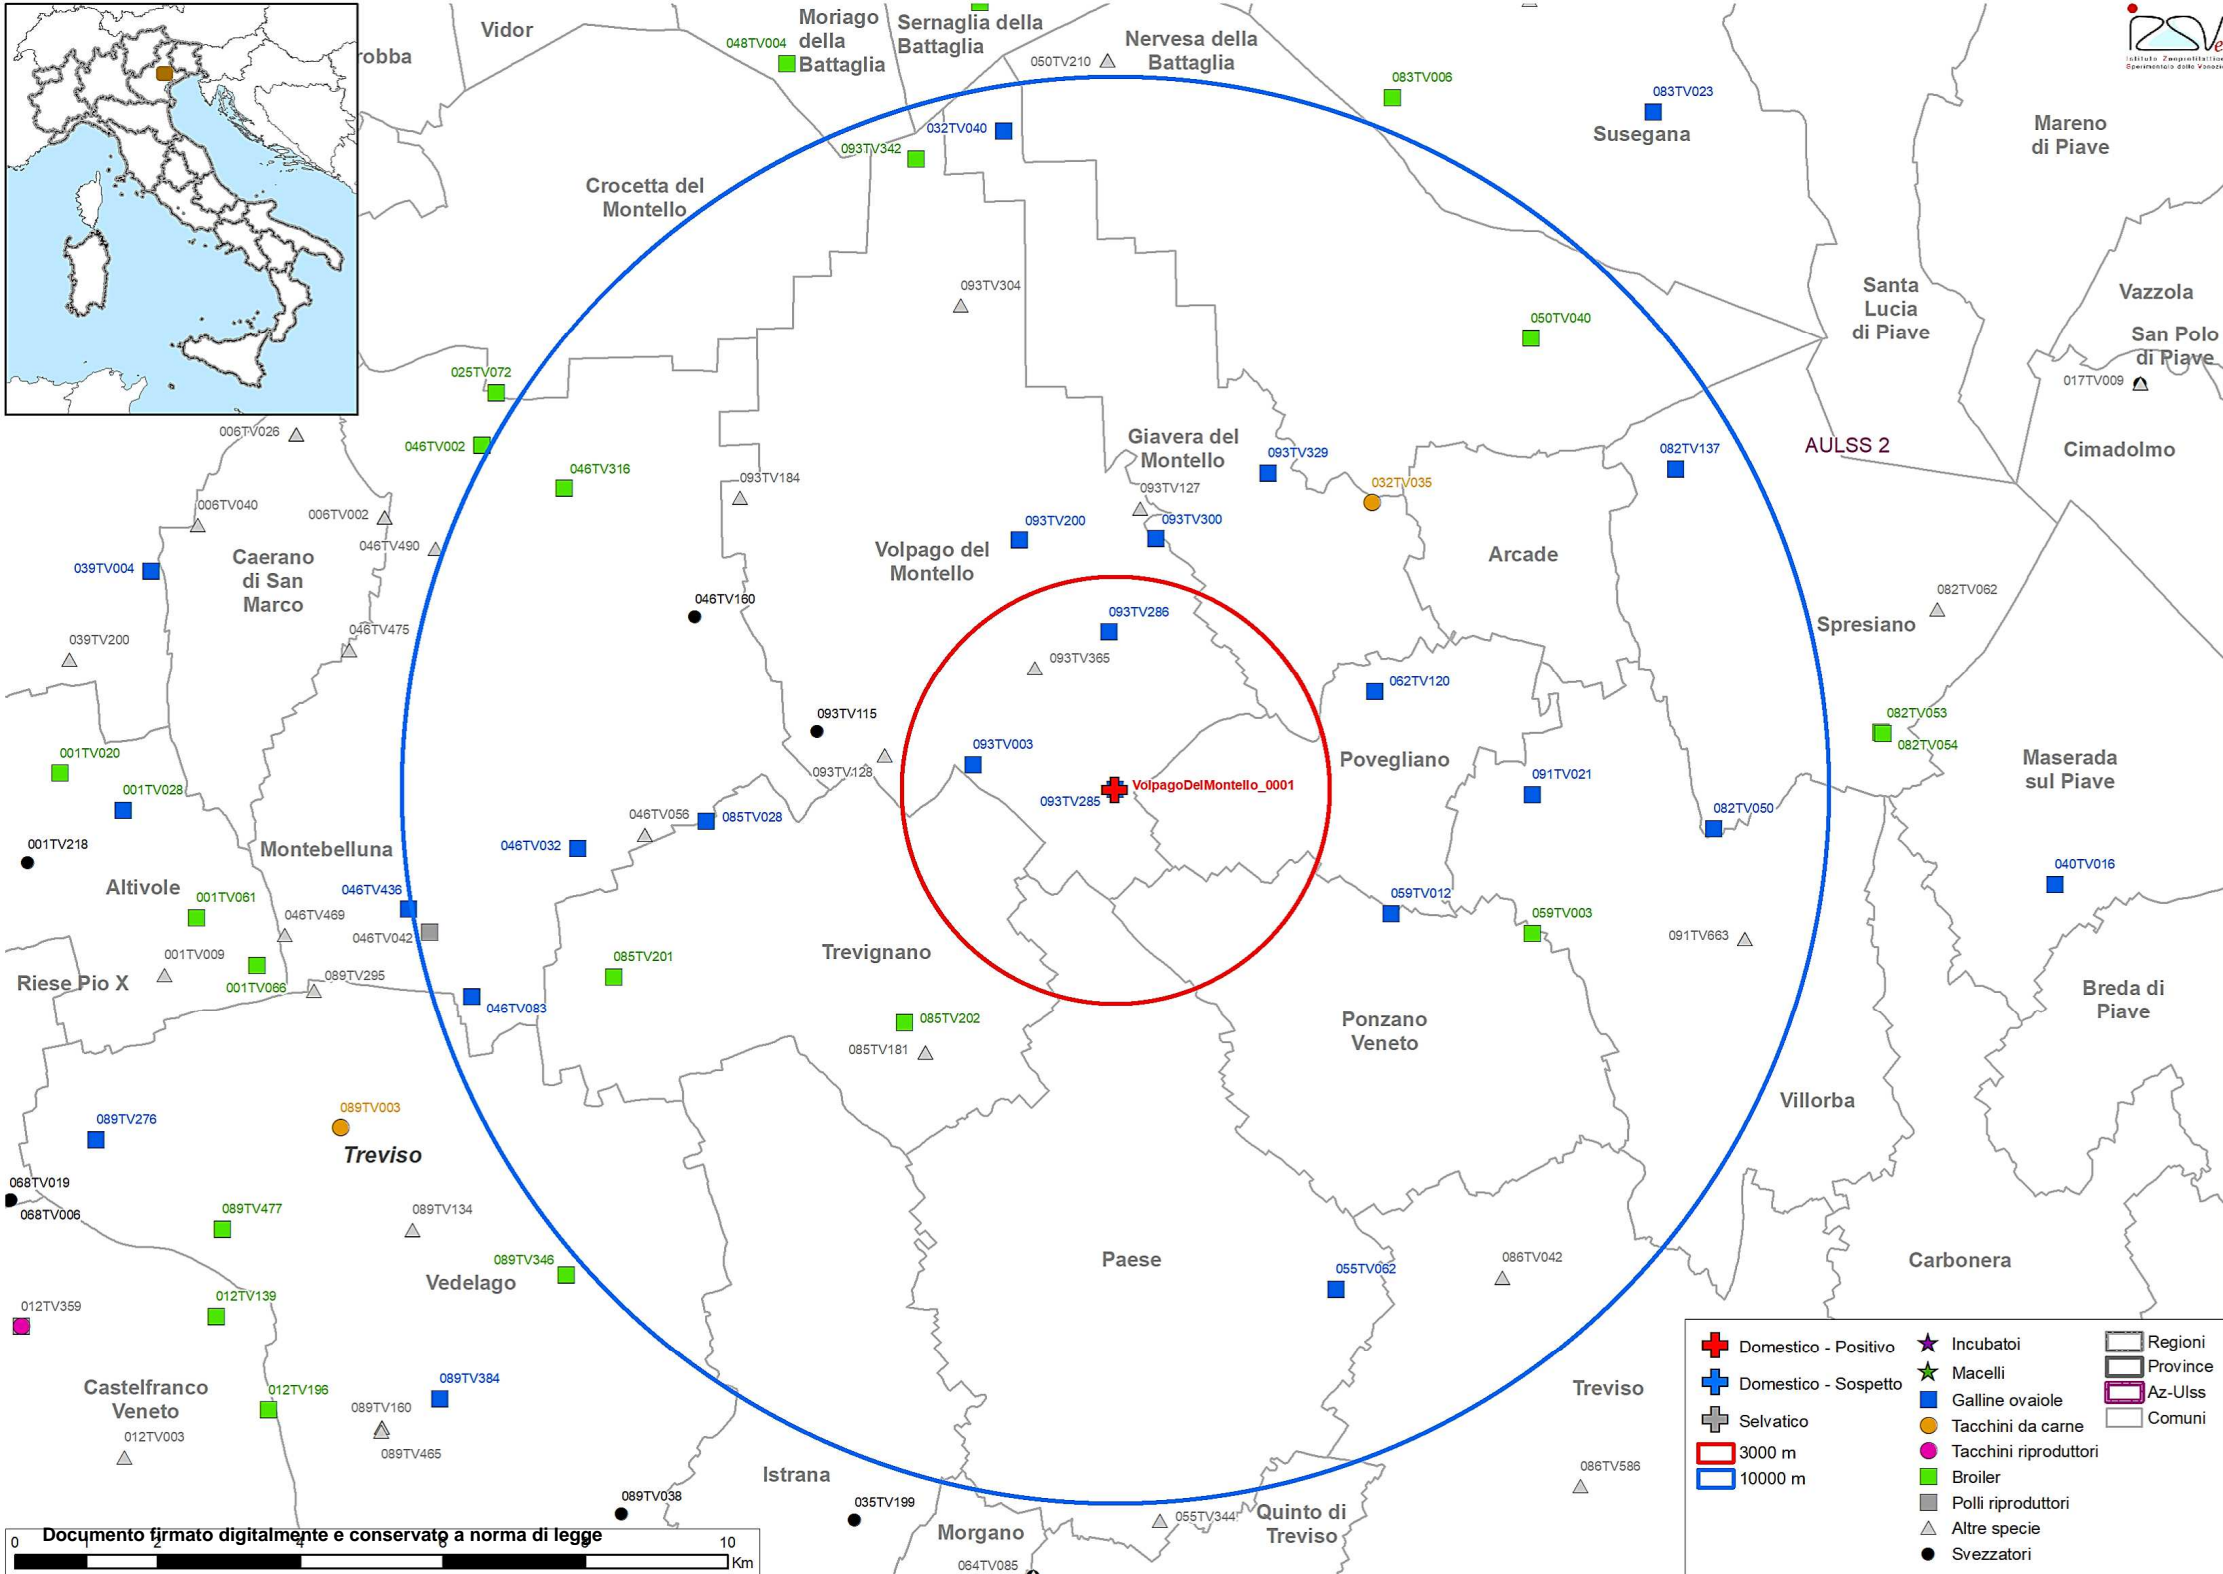 Vidor
Moriago
della
Battaglia
Sernaglia della
Battaglia
Nervesa della
Battaglia
048TV004
050TV210
083TV006
083TV023
Susegana
Mareno
di Piave
Istituto Zooprofilattico
Sperimentale delle Venezie
robba
032TV040
093TV342
Crocetta del
Montello
093TV304
Santa
Lucia
di Piave
Vazzola
San Polo
di Piave
017TV009
050TV040
025TV072
046TV002
046TV316
006TV026
Giavera del
Montello
093TV329
082TV137
AULSS 2
Cimadolmo
093TV184
093TV127
032TV035
006TV040
006TV002
046TV490
093TV200
093TV300
Caerano
di San
Marco
Volpago del
Montello
Arcade
039TV004
046TV160
093TV286
082TV062
Spresiano
039TV200
046TV475
093TV365
062TV120
093TV115
082TV053
082TV054
001TV020
093TV128
093TV003
Povegliano
Maserada
sul Piave
001TV028
091TV021
VolpagoDelMontello_0001
093TV285
046TV056
085TV028
082TV050
001TV218
Montebelluna
046TV032
040TV016
Altivole
046TV436
001TV061
059TV012
059TV003
046TV469
046TV042
091TV663
001TV009
Trevignano
085TV201
Riese Pio X
001TV066
089TV295
046TV083
Breda di
Piave
085TV202
085TV181
Ponzano
Veneto
089TV276
089TV003
Treviso
Villorba
068TV019
068TV006
089TV477
089TV134
089TV346
Vedelago
Paese
055TV062
086TV042
Carbonera
012TV359
012TV139
Castelfranco
Veneto
012TV196
089TV384
089TV160
089TV465
012TV003
Treviso
Istrana
086TV586
089TV038
035TV199
Morgano
064TV085
055TV344
Quinto di
Treviso
Documento firmato digitalmente e conservato a norma di legge
0 2 4 6 8 10
Km
Domestico - Positivo
Domestico - Sospetto
Selvatico
3000 m
10000 m
Incubatoi
Macelli
Galline ovaiole
Tacchini da carne
Tacchini riproduttori
Broiler
Polli riproduttori
Altre specie
Svezzatori
Regioni
Province
Az-Ulss
Comuni